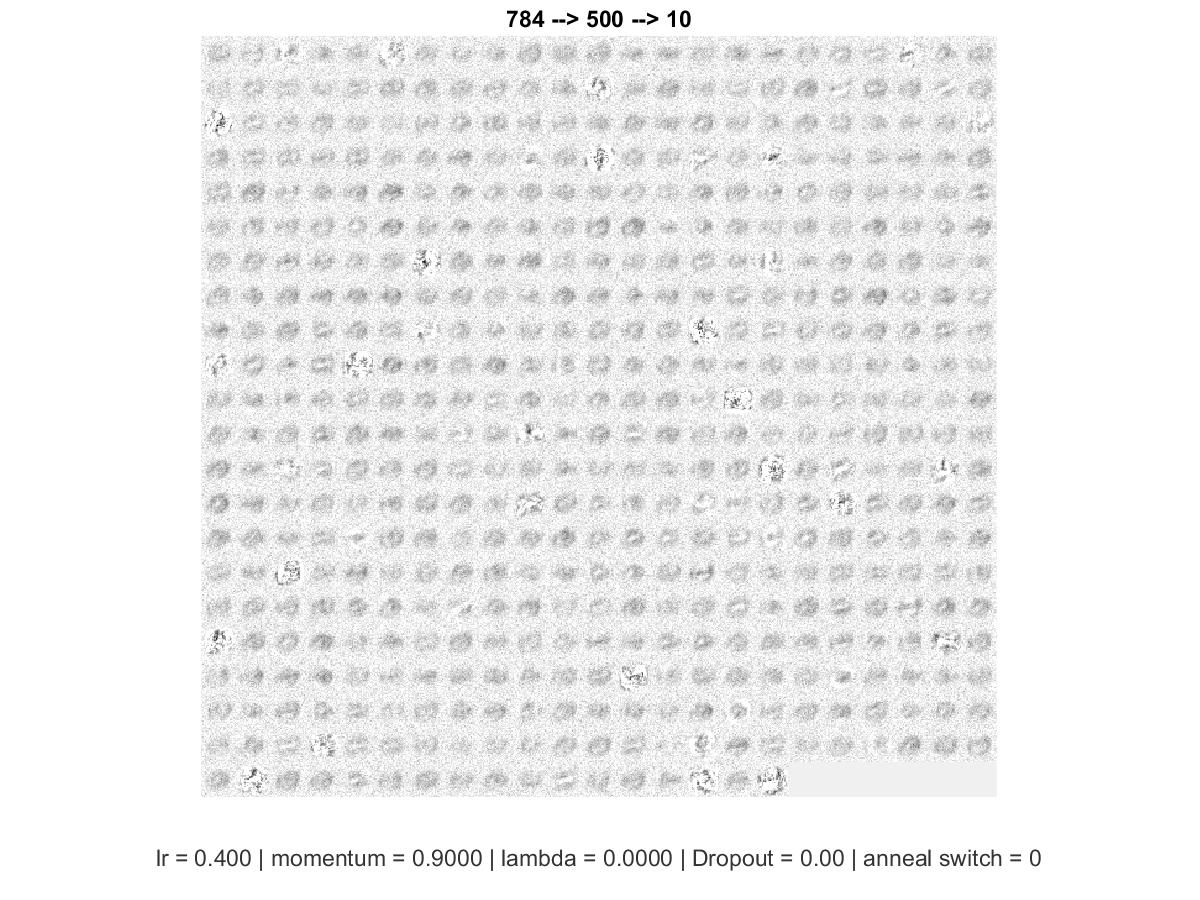 784 --> 500 --> 10
lr = 0.400 | momentum = 0.9000 | lambda = 0.0000 | Dropout = 0.00 | anneal switch = 0